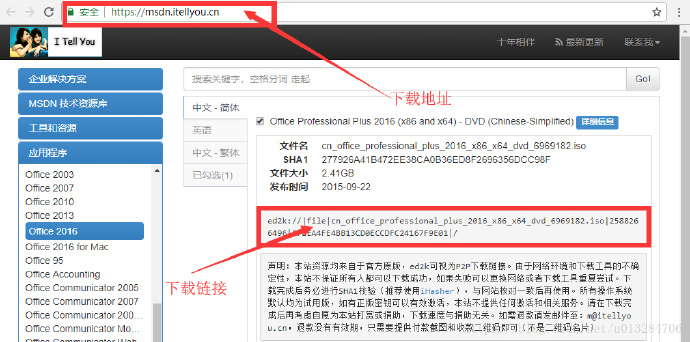 安全 | https://msdn.itellyou.cn
I Tell You
十年相伴 最新更新 联系我
企业解决方案
MSDN 技术资源库
工具和资源
应用程序
Office 2003
Office 2007
Office 2010
Office 2013
Office 2016
Office 2016 for Mac
Office 95
Office Accounting
Office Communicator 2005
Office Communicator 2007
Office Communicator Mo...
Office Communicator Web
搜索关键字，空格分词 走起 Go!
下载地址
中文 - 简体
英语
中文 - 繁体
已勾选(1)
Office Professional Plus 2016 (x86 and x64) - DVD (Chinese-Simplified) 详细信息
文件名 cn_office_professional_plus_2016_x86_x64_dvd_6969182.iso
SHA1 277926A41B472EE38CA0B36ED8F2696356DCC98F
文件大小 2.41GB
发布时间 2015-09-22
ed2k://|file|cn_office_professional_plus_2016_x86_x64_dvd_6969182.iso|258826
6496| EA4FE4BB13CD0ECCDFC24167F9E01|/
下载链接
声明：本站资源均来自于官方原版，ed2k可视为P2P下载链接。由于网络环境和下载工具的不确
定性，本站不保证所有人都可以下载成功，如果失败可以更换网络或者下载工具重复尝试。下
载完成后务必进行SHA1校验（推荐使用iHasher），与网站核对一致后再使用。所有操作系统
默认均为试用版，如有正版密钥可以有效激活，本站不提供任何激活和相关服务。请在下载完
成后再考虑自愿为本站打赏或捐助，下载速度与捐助无关。如需退款请发邮件至：m@itellyo
u.cn，退款没有有效期，只需要提供付款截图和收款二维码即可（不是二维码名片）